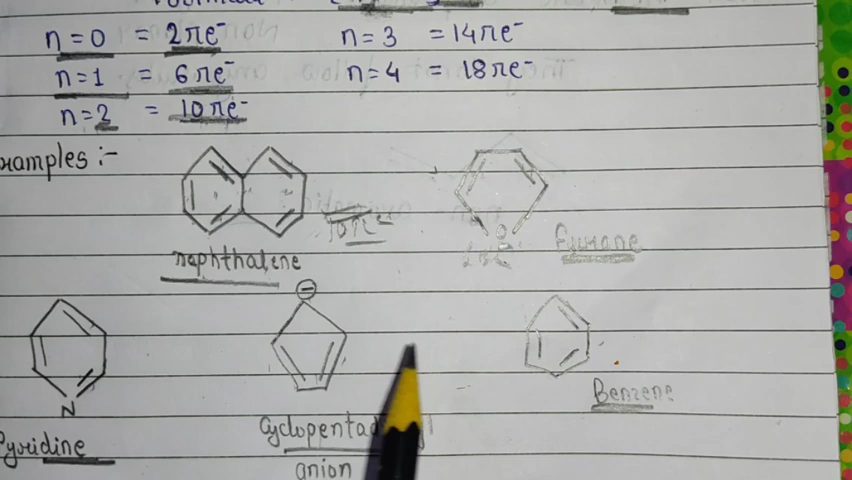 n=0 = 2πe⁻ n=3 = 14πe⁻
n=1 = 6πe⁻ n=4 = 18πe⁻
n=2 = 10πe⁻
xamples :-
10πe⁻
naphthalene
⊖
N
Pyridine
Cyclopentad
anion
Benzene